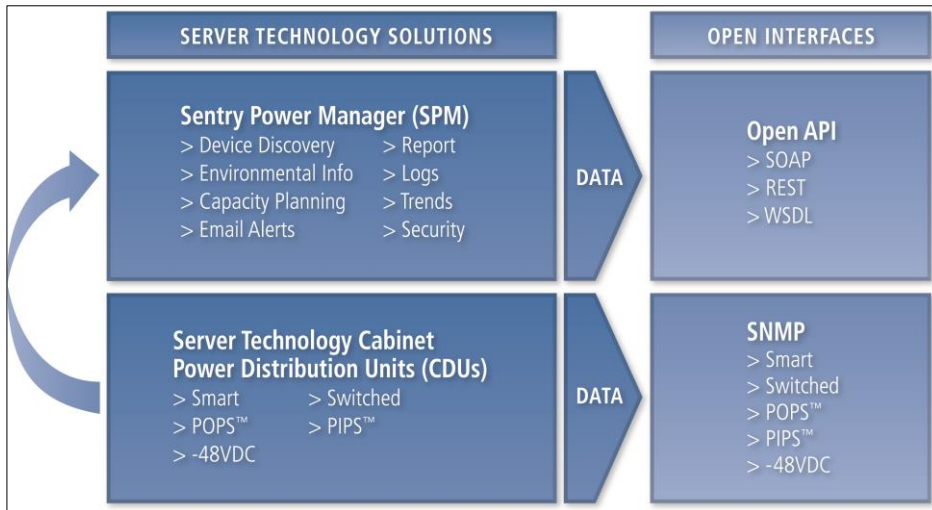 SERVER TECHNOLOGY SOLUTIONS
OPEN INTERFACES
Sentry Power Manager (SPM)
> Device Discovery
> Environmental Info
> Capacity Planning
> Email Alerts
> Report
> Logs
> Trends
> Security
DATA
Open API
> SOAP
> REST
> WSDL
Server Technology Cabinet
Power Distribution Units (CDUs)
> Smart
> POPS™
> -48VDC
> Switched
> PIPS™
DATA
SNMP
> Smart
> Switched
> POPS™
> PIPS™
> -48VDC